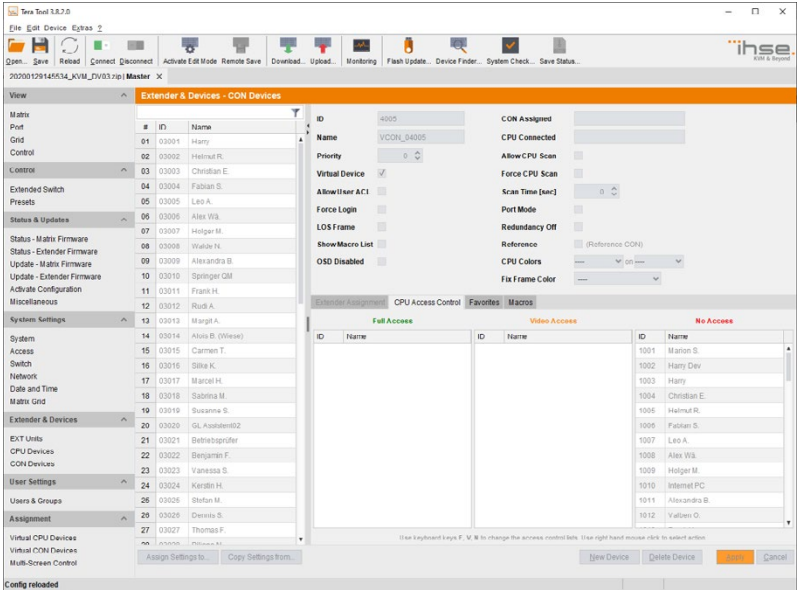 Tera Tool 3.8.2.0
File Edit Device Extras ?
Open... Save Reload Connect Disconnect Activate Edit Mode Remote Save Download... Upload... Monitoring Flash Update... Device Finder... System Check... Save Status...
ihse.
KVM & Beyond
20200129145534_KVM_DV03.zip | Master
View
Matrix
Port
Grid
Control
Control
Extended Switch
Presets
Status & Updates
Status - Matrix Firmware
Status - Extender Firmware
Update - Matrix Firmware
Update - Extender Firmware
Activate Configuration
Miscellaneous
System Settings
System
Access
Switch
Network
Date and Time
Matrix Grid
Extender & Devices
EXT Units
CPU Devices
CON Devices
User Settings
Users & Groups
Assignment
Virtual CPU Devices
Virtual CON Devices
Multi-Screen Control
Extender & Devices - CON Devices
# ID Name
01 03001 Harry
02 03002 Helmut R.
03 03003 Christian E.
04 03004 Fabian S.
05 03005 Leo A.
06 03006 Alex Wä.
07 03007 Holger M.
08 03008 Walde N.
09 03009 Alexandra B.
10 03010 Springer QM
11 03011 Frank H.
12 03012 Rudi A.
13 03013 Margit A.
14 03014 Alois B. (Wiese)
15 03015 Carmen T.
16 03016 Silke K.
17 03017 Marcel H.
18 03018 Sabrina M.
19 03019 Susanne S.
20 03020 GL Assisten402
21 03021 Betriebsprüfer
22 03022 Benjamin F.
23 03023 Vanessa S.
24 03024 Kerstin H.
25 03025 Stefan M.
26 03026 Dennis S.
27 03027 Thomas F.
Assign Settings to... Copy Settings from...
ID 4005
Name VCON_04005
Priority 0
Virtual Device
Allow User ACL
Force Login
LOS Frame
Show Macro List
OSD Disabled
CON Assigned
CPU Connected
Allow CPU Scan
Force CPU Scan
Scan Time [sec] 0
Port Mode
Redundancy Off
Reference (Reference CON)
CPU Colors — on —
Fix Frame Color —
Extender Assignment CPU Access Control Favorites Macros
Full Access Video Access No Access
ID Name ID Name ID Name
1001 Marion S.
1002 Harry Dev
1003 Harry
1004 Christian E.
1005 Helmut R.
1006 Fabian S.
1007 Leo A.
1008 Alex Wä.
1009 Holger M.
1010 Internet PC
1011 Alexandra B.
1012 Valben O.
Use keyboard keys F, V, N to change the access control lists. Use right hand mouse click to select action.
New Device Delete Device Apply Cancel
Config reloaded